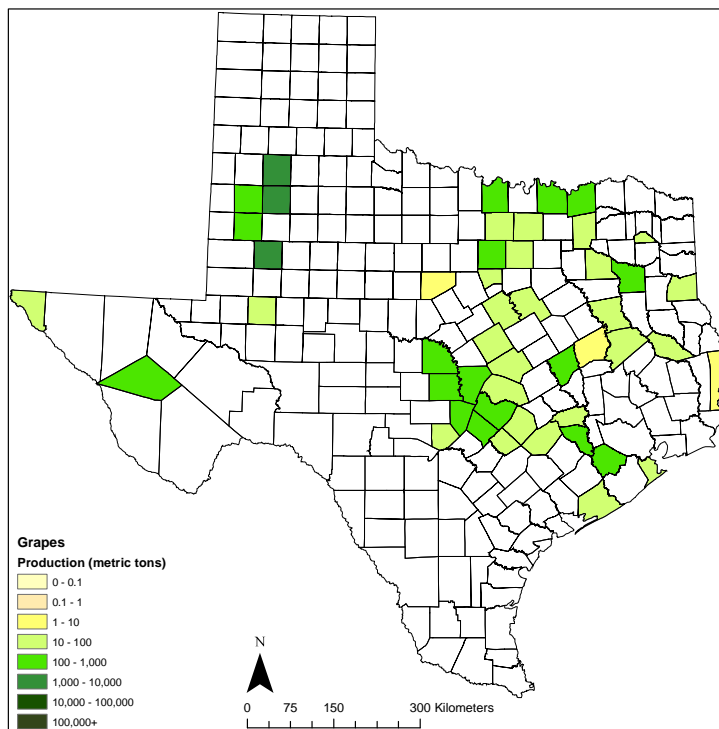 Grapes
Production (metric tons)
0 - 0.1
0.1 - 1
1 - 10
10 - 100
100 - 1,000
1,000 - 10,000
10,000 - 100,000
100,000+
N
0 75 150 300 Kilometers